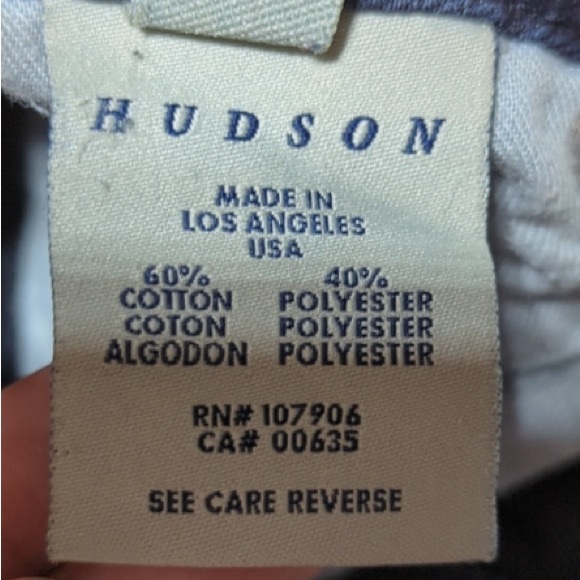 HUDSON
MADE IN
LOS ANGELES
USA
60% 40%
COTTON POLYESTER
COTON POLYESTER
ALGODON POLYESTER
RN# 107906
CA# 00635
SEE CARE REVERSE